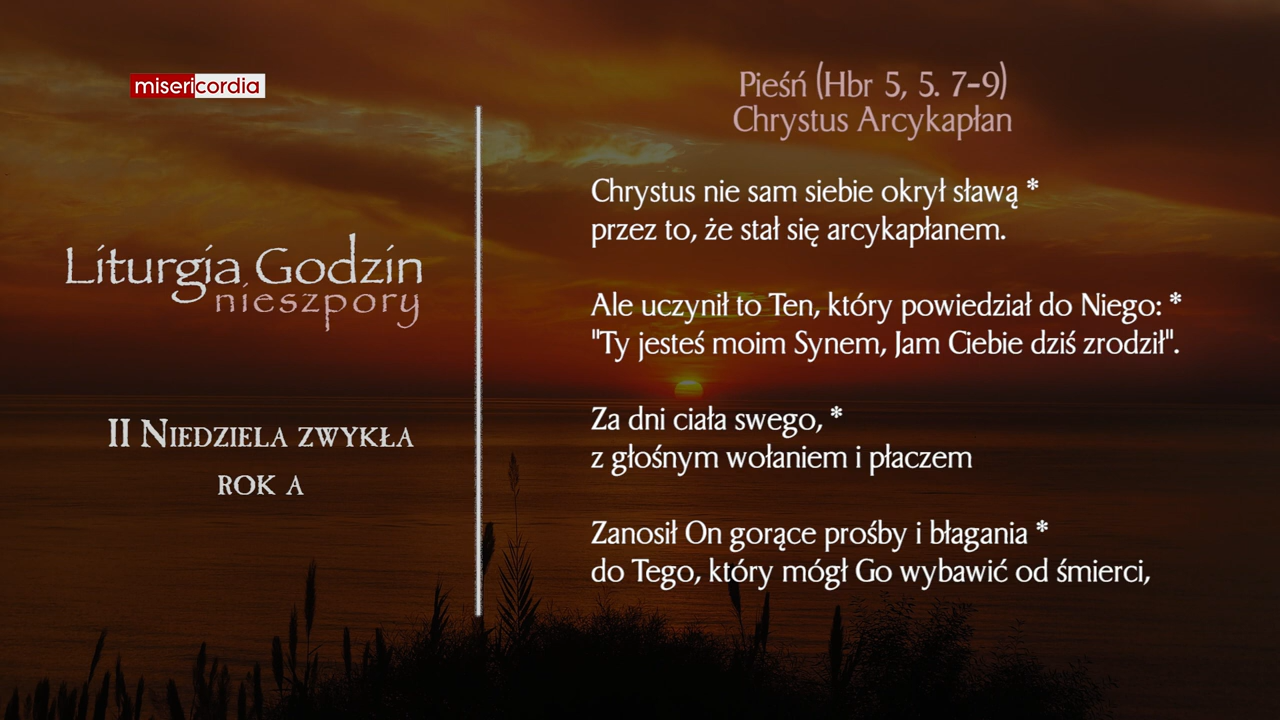 misericordia
Liturgia Godzin
nieszpory
II Niedziela zwykła
rok A
Pieśń (Hbr 5, 5. 7-9)
Chrystus Arcykapłan
Chrystus nie sam siebie okrył sławą *
przez to, że stał się arcykapłanem.
Ale uczynił to Ten, który powiedział do Niego: *
"Ty jesteś moim Synem, Jam Ciebie dziś zrodził".
Za dni ciała swego, *
z głośnym wołaniem i płaczem
Zanosił On gorące prośby i błagania *
do Tego, który mógł Go wybawić od śmierci,